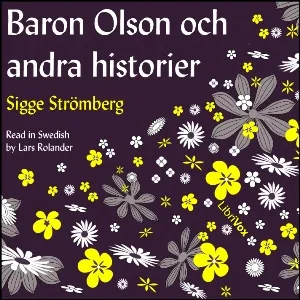 Baron Olson och
andra historier
Sigge Strömberg
Read in Swedish
by Lars Rolander
LibriVox